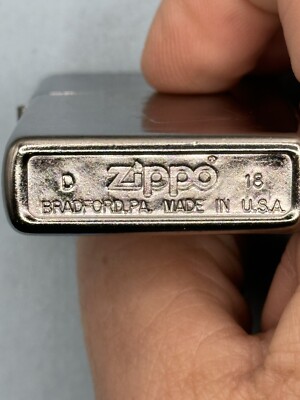 D zippo® 18
BRADFORD,PA. MADE IN U.S.A